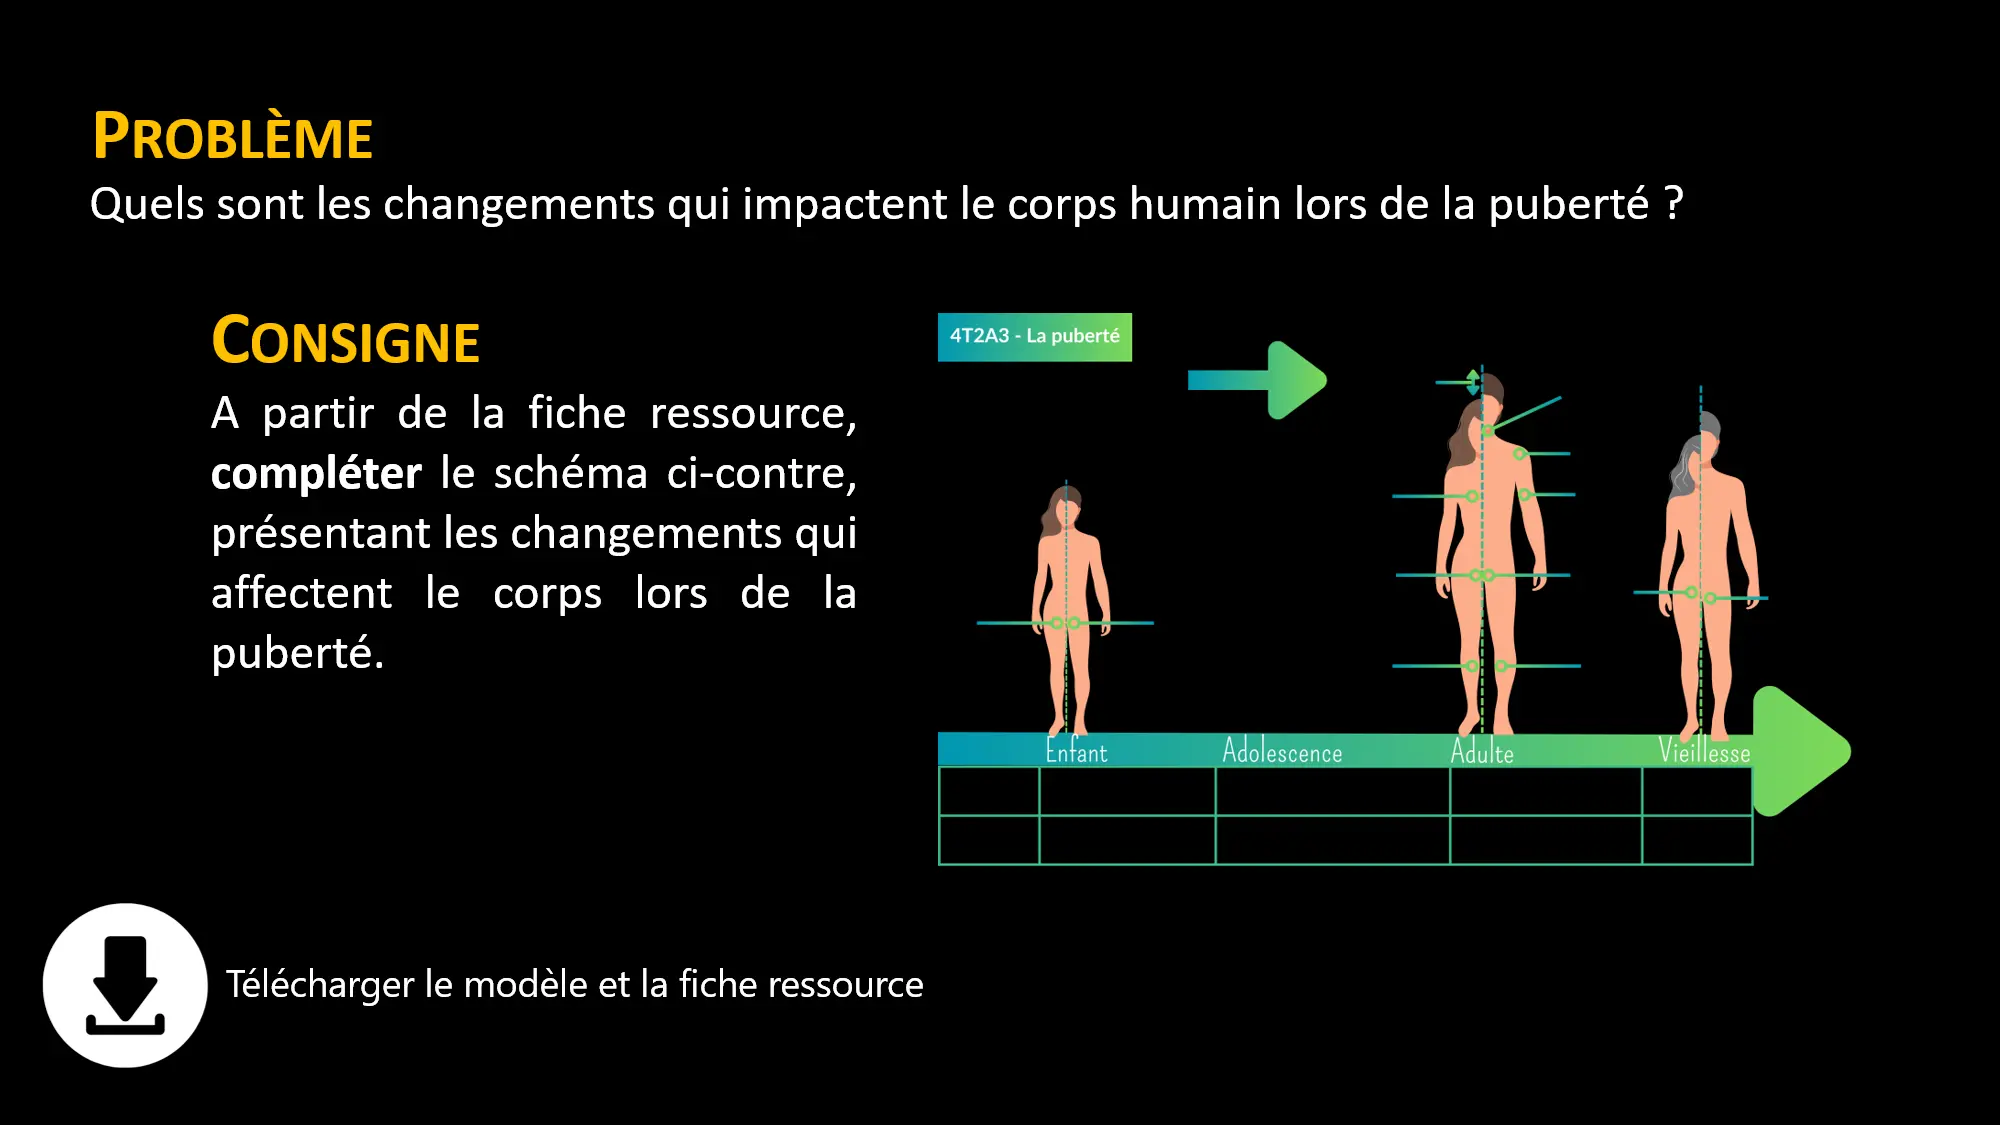 PROBLÈME
Quels sont les changements qui impactent le corps humain lors de la puberté ?
CONSIGNE
A partir de la fiche ressource,
compléter le schéma ci-contre,
présentant les changements qui
affectent le corps lors de la
puberté.
4T2A3 - La puberté
Enfant Adolescence Adulte Vieillesse
Télécharger le modèle et la fiche ressource